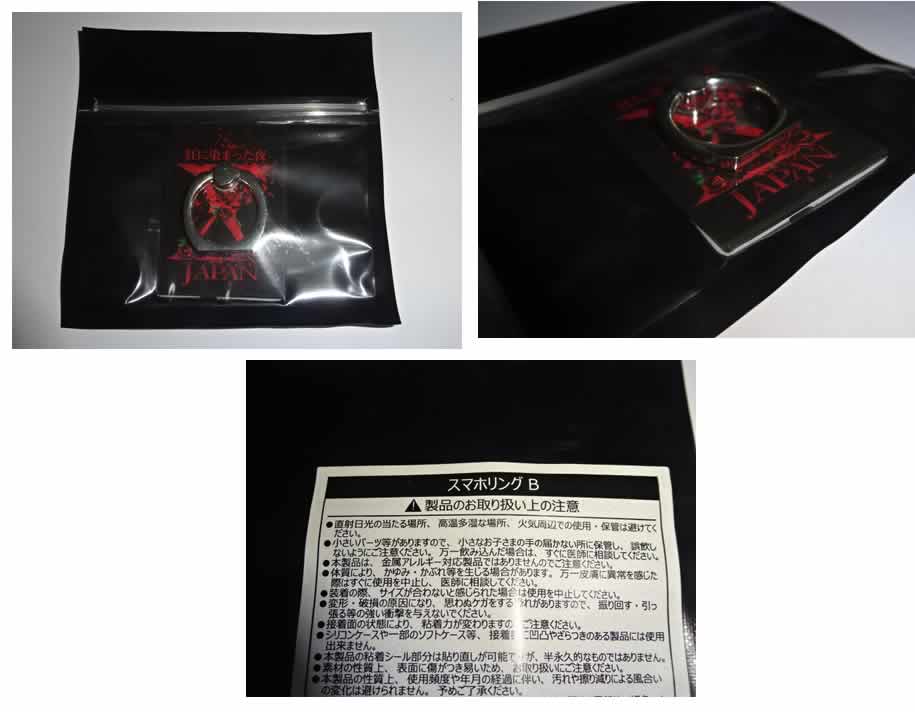 紅に染まった夜
X
JAPAN
JAPAN
スマホリング B
製品のお取り扱い上の注意
●直射日光の当たる場所、高温多湿な場所、火気周辺での使用・保管は避けてく
ださい。
●小さいパーツ等がありますので、小さなお子さまの手の届かない所に保管し、誤飲し
ないようにご注意ください。万一飲み込んだ場合は、すぐに医師に相談してください。
●本製品は、金属アレルギー対応製品ではありませんのでご注意ください。
●体質により、かゆみ・かぶれ等を生じる場合があります。万一皮膚に異常を感じた
際はすぐに使用を中止し、医師に相談してください。
●装着の際、サイズが合わないと感じられた場合は使用を中止してください。
●変形・破損の原因になり、思わぬケガをする れがありますので、振り回す・引っ
張る等の強い衝撃を与えないでください。
●接着面の状態により、粘着力が変わりますの ご注意ください。
●シリコンケースや一部のソフトケース等、接着 に凹凸やざらつきのある製品には使用
出来ません。
●本製品の粘着シール部分は貼り直しが可能で が、半永久的なものではありません。
●素材の性質上、表面に傷がつき易いため、お取り扱いにご注意ください。
●本製品の性質上、使用頻度や年月の経過に伴い、汚れや擦り減りによる風合い
の変化は避けられません。予めご了承ください。